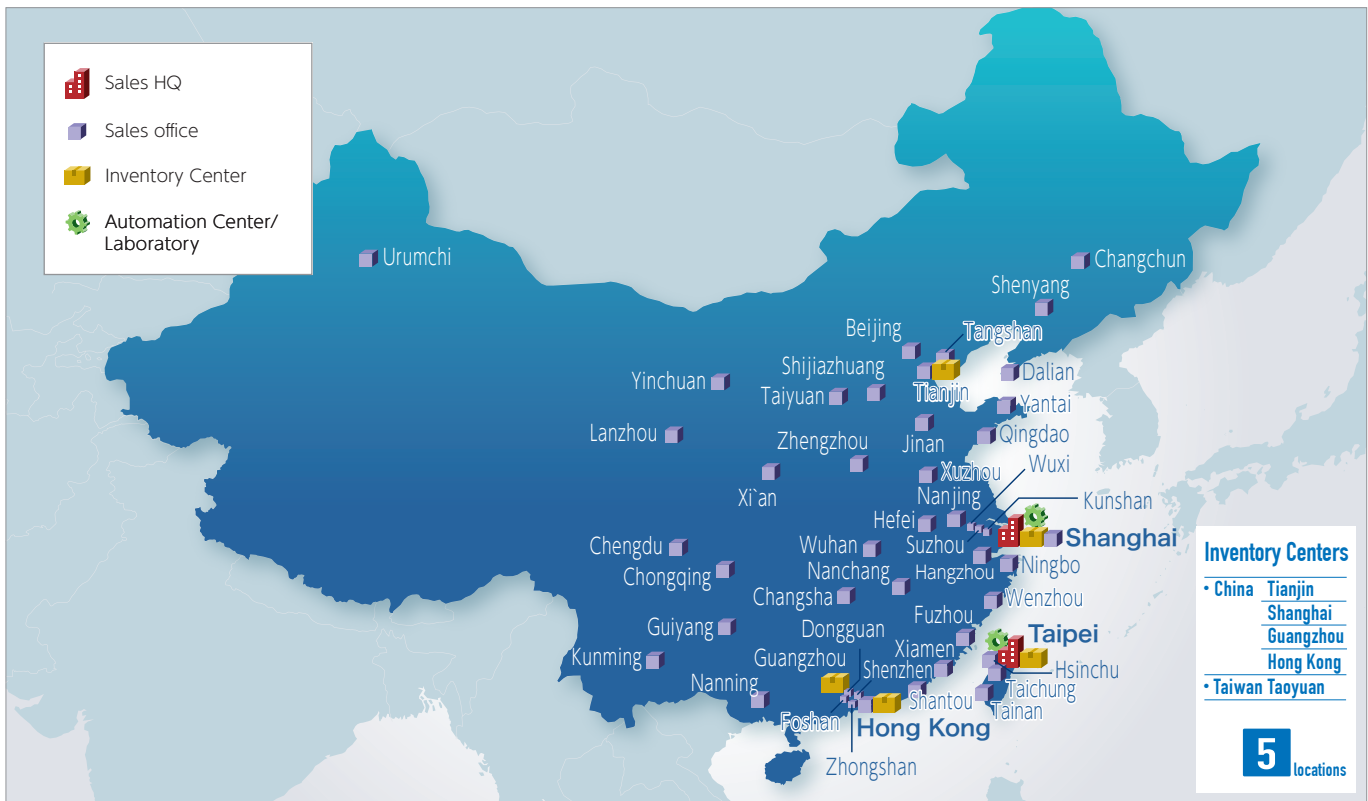 Sales HQ
Sales office
Inventory Center
Automation Center/
Laboratory
Urumchi
Changchun
Shenyang
Beijing
Tangshan
Shijiazhuang
Yinchuan
Taiyuan
Tianjin
Dalian
Yantai
Lanzhou
Zhengzhou
Jinan
Qingdao
Xi`an
Xuzhou
Wuxi
Nanjing
Kunshan
Hefei
Suzhou
Shanghai
Chengdu
Wuhan
Hangzhou
Ningbo
Chongqing
Nanchang
Changsha
Wenzhou
Guiyang
Dongguan
Fuzhou
Taipei
Kunming
Guangzhou
Xiamen
Shenzhen
Hsinchu
Nanning
Shantou
Taichung
Tainan
Foshan
Hong Kong
Zhongshan
Inventory Centers
• China Tianjin
Shanghai
Guangzhou
Hong Kong
• Taiwan Taoyuan
5 locations